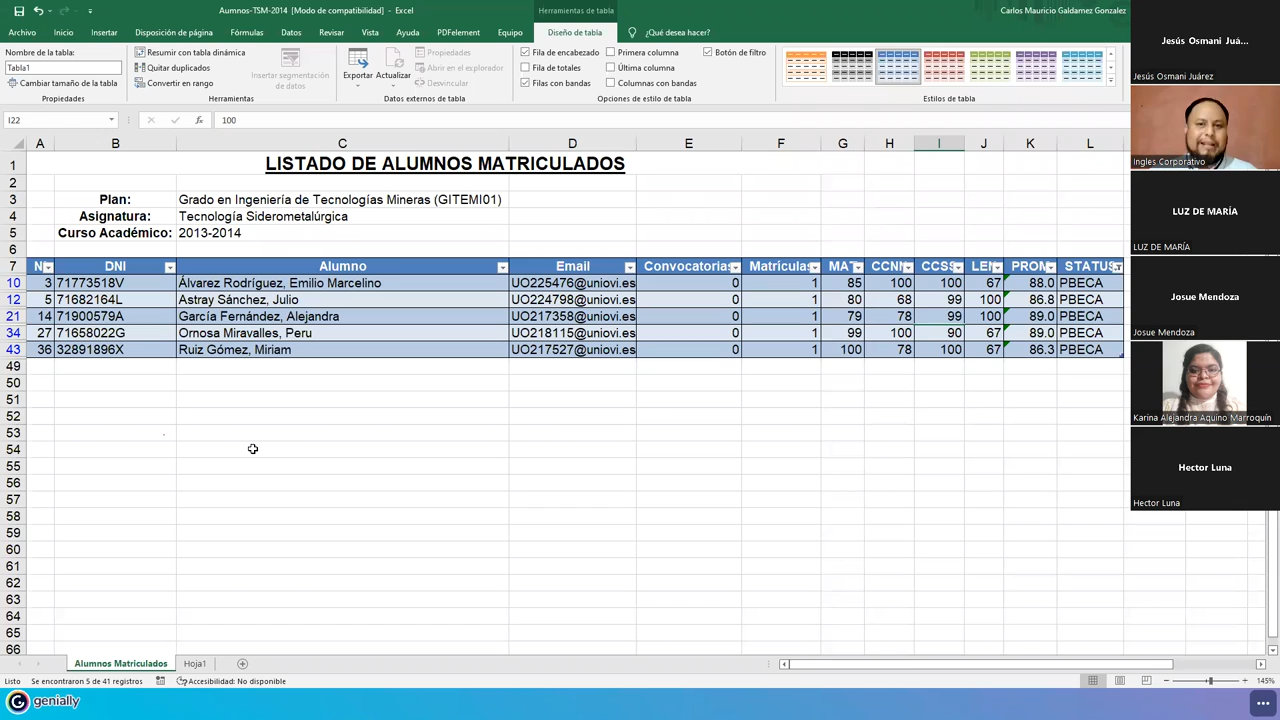 Alumnos-TSM-2014 [Modo de compatibilidad] - Excel
Herramientas de tabla
Carlos Mauricio Galdamez Gonzalez
Archivo Inicio Insertar Disposición de página Fórmulas Datos Revisar Vista Ayuda PDFelement Equipo Diseño de tabla ¿Qué desea hacer?
Nombre de la tabla:
Tabla1
Cambiar tamaño de la tabla
Propiedades
Resumir con tabla dinámica
Quitar duplicados
Convertir en rango
Insertar segmentación
de datos
Herramientas
Exportar Actualizar
Propiedades
Abrir en el explorador
Desvincular
Datos externos de tabla
Fila de encabezado Primera columna Botón de filtro
Fila de totales Última columna
Filas con bandas Columnas con bandas
Opciones de estilo de tabla
Estilos de tabla
I22 fx 100
A B C D E F G H I J K L
1 LISTADO DE ALUMNOS MATRICULADOS
2
3 Plan: Grado en Ingeniería de Tecnologías Mineras (GITEMI01)
4 Asignatura: Tecnología Siderometalúrgica
5 Curso Académico: 2013-2014
6
7 N DNI Alumno Email Convocatorias Matrículas MAT CCNN CCSS LEN PROM STATUS
10 3 71773518V Álvarez Rodríguez, Emilio Marcelino UO225476@uniovi.es 0 1 85 100 100 67 88.0 PBECA
12 5 71682164L Astray Sánchez, Julio UO224798@uniovi.es 0 1 80 68 99 100 86.8 PBECA
21 14 71900579A García Fernández, Alejandra UO217358@uniovi.es 0 1 79 78 99 100 89.0 PBECA
34 27 71658022G Ornosa Miravalles, Peru UO218115@uniovi.es 0 1 99 100 90 67 89.0 PBECA
43 36 32891896X Ruiz Gómez, Miriam UO217527@uniovi.es 0 1 100 78 100 67 86.3 PBECA
49
50
51
52
53
54
55
56
57
58
59
60
61
62
63
64
65
66
Alumnos Matriculados Hoja1
Listo Se encontraron 5 de 41 registros Accesibilidad: No disponible 145%
genially
Jesús Osmani Juá...
Jesús Osmani Juárez
Ingles Corporativo
LUZ DE MARÍA
LUZ DE MARÍA
Josue Mendoza
Josue Mendoza
Karina Alejandra Aquino Marroquín
Hector Luna
Hector Luna